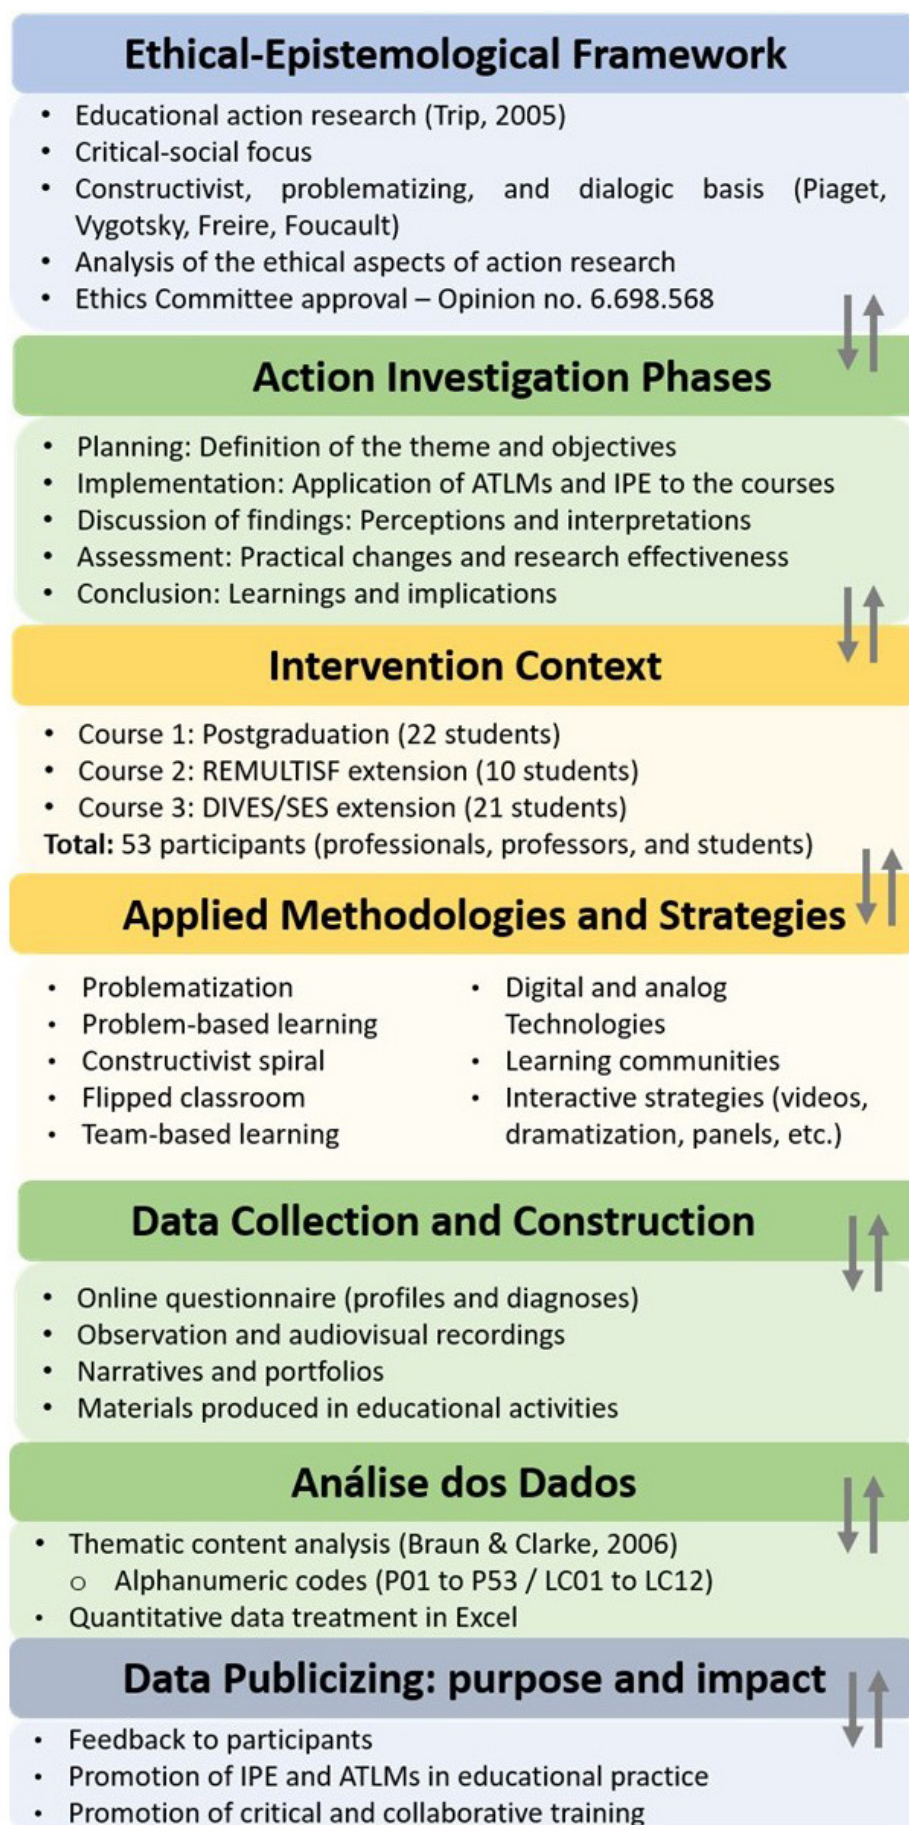 Ethical-Epistemological Framework
• Educational action research (Trip, 2005)
• Critical-social focus
• Constructivist, problematizing, and dialogic basis (Piaget,
Vygotsky, Freire, Foucault)
• Analysis of the ethical aspects of action research
• Ethics Committee approval – Opinion no. 6.698.568
Action Investigation Phases
• Planning: Definition of the theme and objectives
• Implementation: Application of ATLMs and IPE to the courses
• Discussion of findings: Perceptions and interpretations
• Assessment: Practical changes and research effectiveness
• Conclusion: Learnings and implications
Intervention Context
• Course 1: Postgraduation (22 students)
• Course 2: REMULTISF extension (10 students)
• Course 3: DIVES/SES extension (21 students)
Total: 53 participants (professionals, professors, and students)
Applied Methodologies and Strategies
• Problematization
• Problem-based learning
• Constructivist spiral
• Flipped classroom
• Team-based learning
• Digital and analog
Technologies
• Learning communities
• Interactive strategies (videos,
dramatization, panels, etc.)
Data Collection and Construction
• Online questionnaire (profiles and diagnoses)
• Observation and audiovisual recordings
• Narratives and portfolios
• Materials produced in educational activities
Análise dos Dados
• Thematic content analysis (Braun & Clarke, 2006)
o Alphanumeric codes (P01 to P53 / LC01 to LC12)
• Quantitative data treatment in Excel
Data Publicizing: purpose and impact
• Feedback to participants
• Promotion of IPE and ATLMs in educational practice
• Promotion of critical and collaborative training